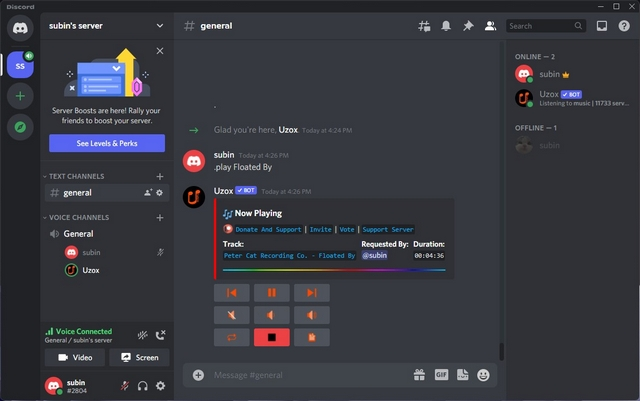 Discord
subin's server
general
Search
SS
Server Boosts are here! Rally your
friends to boost your server.
See Levels & Perks
TEXT CHANNELS
general
VOICE CHANNELS
General
subin
Uzox
Voice Connected
General / subin's server
Video
Screen
subin
#2804
.
Glad you're here, Uzox Today at 4:24 PM
subin Today at 4:26 PM
.play Floated By
Uzox BOT Today at 4:26 PM
Now Playing
Donate And Support | Invite | Vote | Support Server
Track: Requested By: Duration:
Peter Cat Recording Co. - Floated By @subin 00:04:36
Message #general
GIF
ONLINE — 2
subin
Uzox BOT
Listening to music | 11733 serv...
OFFLINE — 1
subin